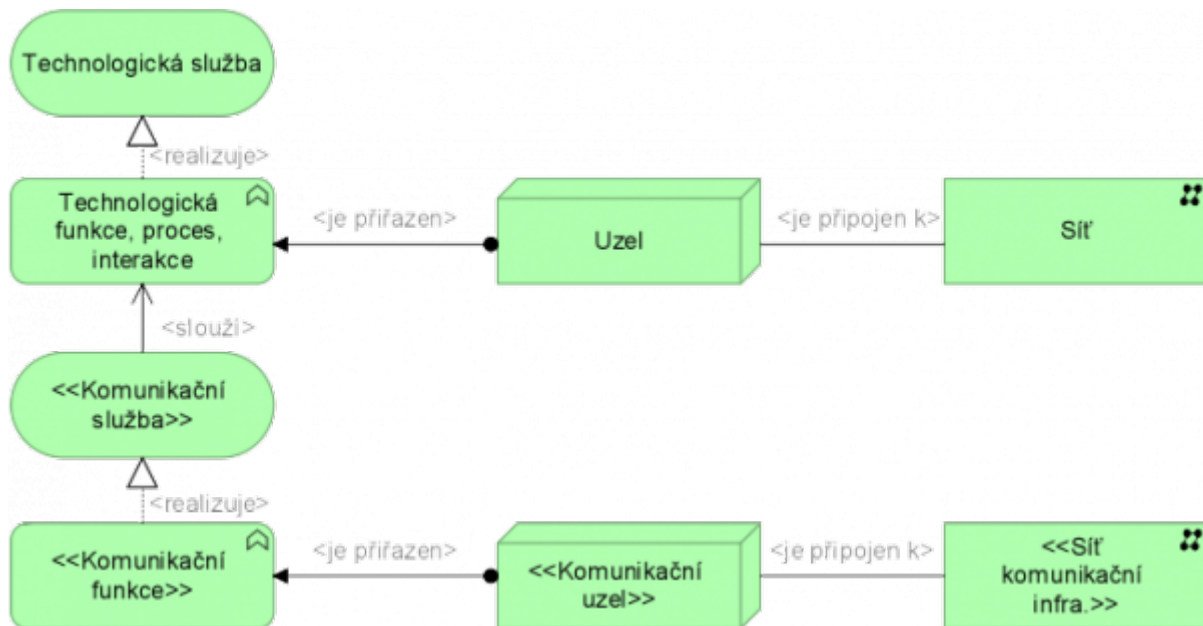 Technologická služba
<realizuje>
Technologická
funkce, proces,
interakce
<je přiřazen>
Uzel
<je připojen k>
Síť
<slouží>
<<Komunikační
služba>>
<realizuje>
<<Komunikační
funkce>>
<je přiřazen>
<<Komunikační
uzel>>
<je připojen k>
<<Síť
komunikační
infra.>>